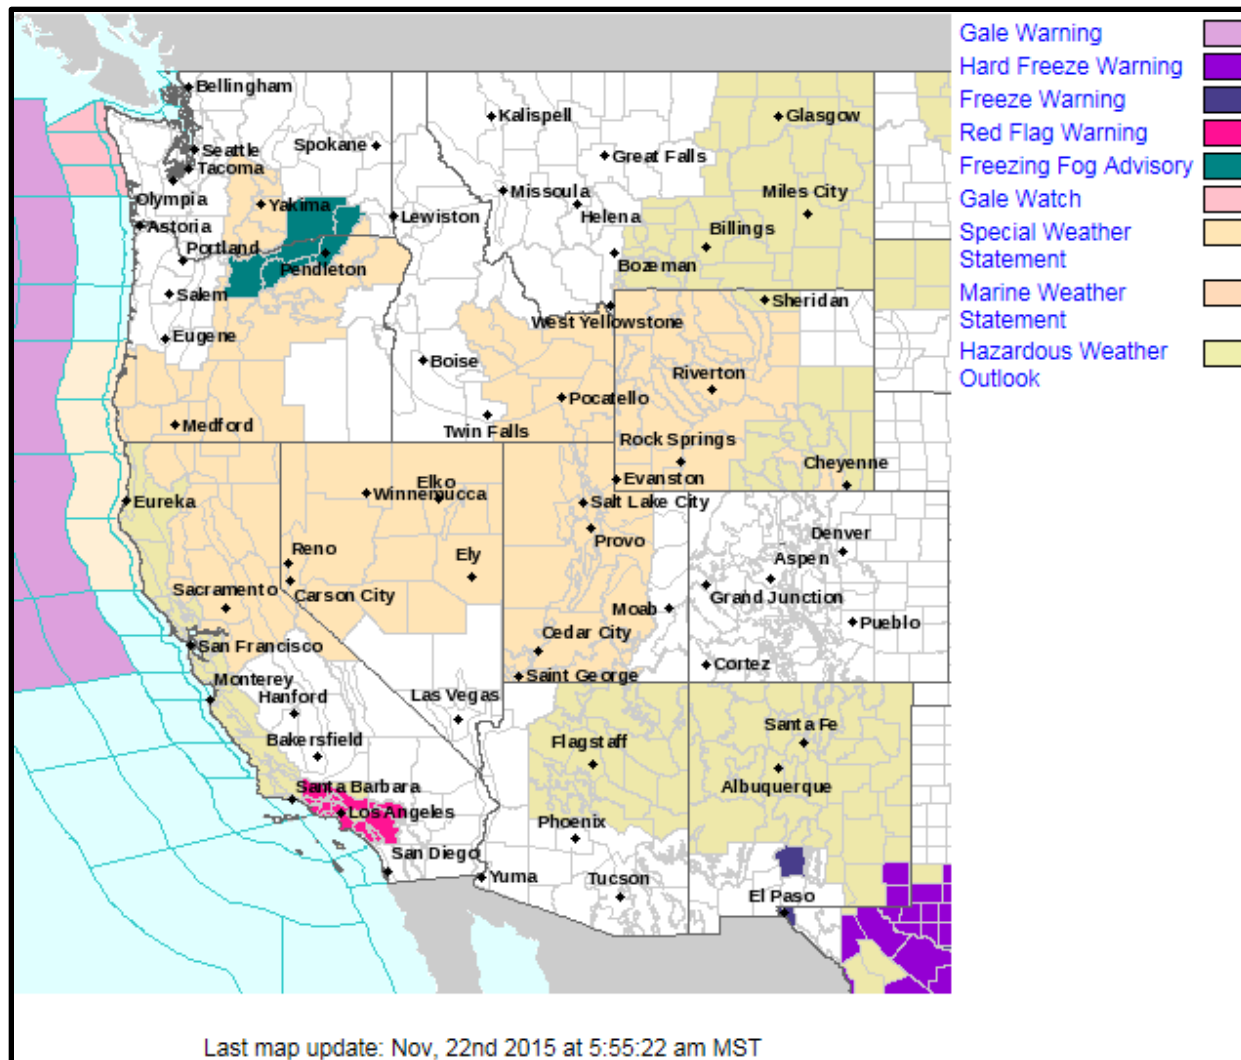 Gale Warning
Hard Freeze Warning
Freeze Warning
Red Flag Warning
Freezing Fog Advisory
Gale Watch
Special Weather
Statement
Marine Weather
Statement
Hazardous Weather
Outlook
Bellingham
Kalispell
Glasgow
Seattle
Spokane
Great Falls
Tacoma
Missoula
Miles City
Olympia
Yakima
Helena
Lewiston
Astoria
Billings
Portland
Pendleton
Bozeman
Salem
Sheridan
West Yellowstone
Eugene
Boise
Riverton
Pocatello
Medford
Twin Falls
Rock Springs
Cheyenne
Elko
Evanston
Winnemucca
Eureka
Salt Lake City
Denver
Provo
Reno
Ely
Aspen
Sacramento
Carson City
Grand Junction
Moab
Pueblo
Cedar City
San Francisco
Cortez
Saint George
Monterey
Hanford
Las Vegas
Santa Fe
Bakersfield
Flagstaff
Santa Barbara
Albuquerque
Los Angeles
Phoenix
San Diego
Yuma
Tucson
El Paso
Last map update: Nov, 22nd 2015 at 5:55:22 am MST